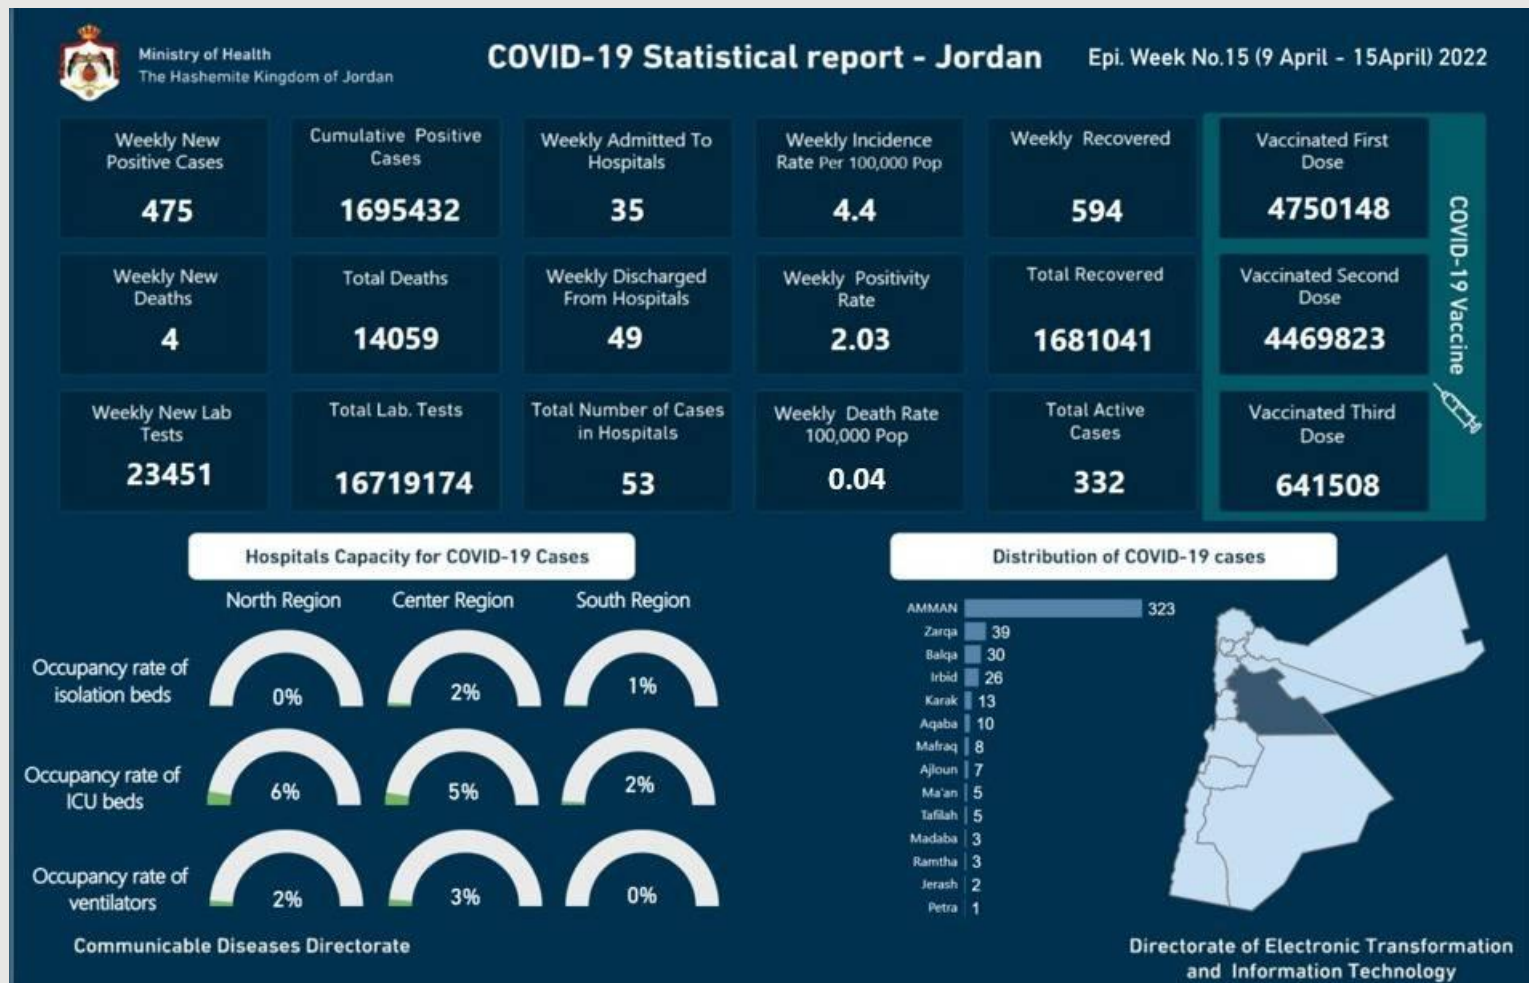 Ministry of Health
The Hashemite Kingdom of Jordan
COVID-19 Statistical report - Jordan
Epi. Week No.15 (9 April - 15April) 2022
Weekly New
Positive Cases
475
Cumulative Positive
Cases
1695432
Weekly Admitted To
Hospitals
35
Weekly Incidence
Rate Per 100,000 Pop
4.4
Weekly Recovered
594
Vaccinated First
Dose
4750148
Weekly New
Deaths
4
Total Deaths
14059
Weekly Discharged
From Hospitals
49
Weekly Positivity
Rate
2.03
Total Recovered
1681041
Vaccinated Second
Dose
4469823
Weekly New Lab
Tests
23451
Total Lab. Tests
16719174
Total Number of Cases
in Hospitals
53
Weekly Death Rate
100,000 Pop
0.04
Total Active
Cases
332
Vaccinated Third
Dose
641508
COVID-19 Vaccine
Hospitals Capacity for COVID-19 Cases
North Region
Center Region
South Region
Occupancy rate of
isolation beds
0%
2%
1%
Occupancy rate of
ICU beds
6%
5%
2%
Occupancy rate of
ventilators
2%
3%
0%
Communicable Diseases Directorate
Distribution of COVID-19 cases
AMMAN 323
Zarqa 39
Balqa 30
Irbid 26
Karak 13
Aqaba 10
Mafraq 8
Ajloun 7
Ma'an 5
Tafilah 5
Madaba 3
Ramtha 3
Jerash 2
Petra 1
Directorate of Electronic Transformation
and Information Technology